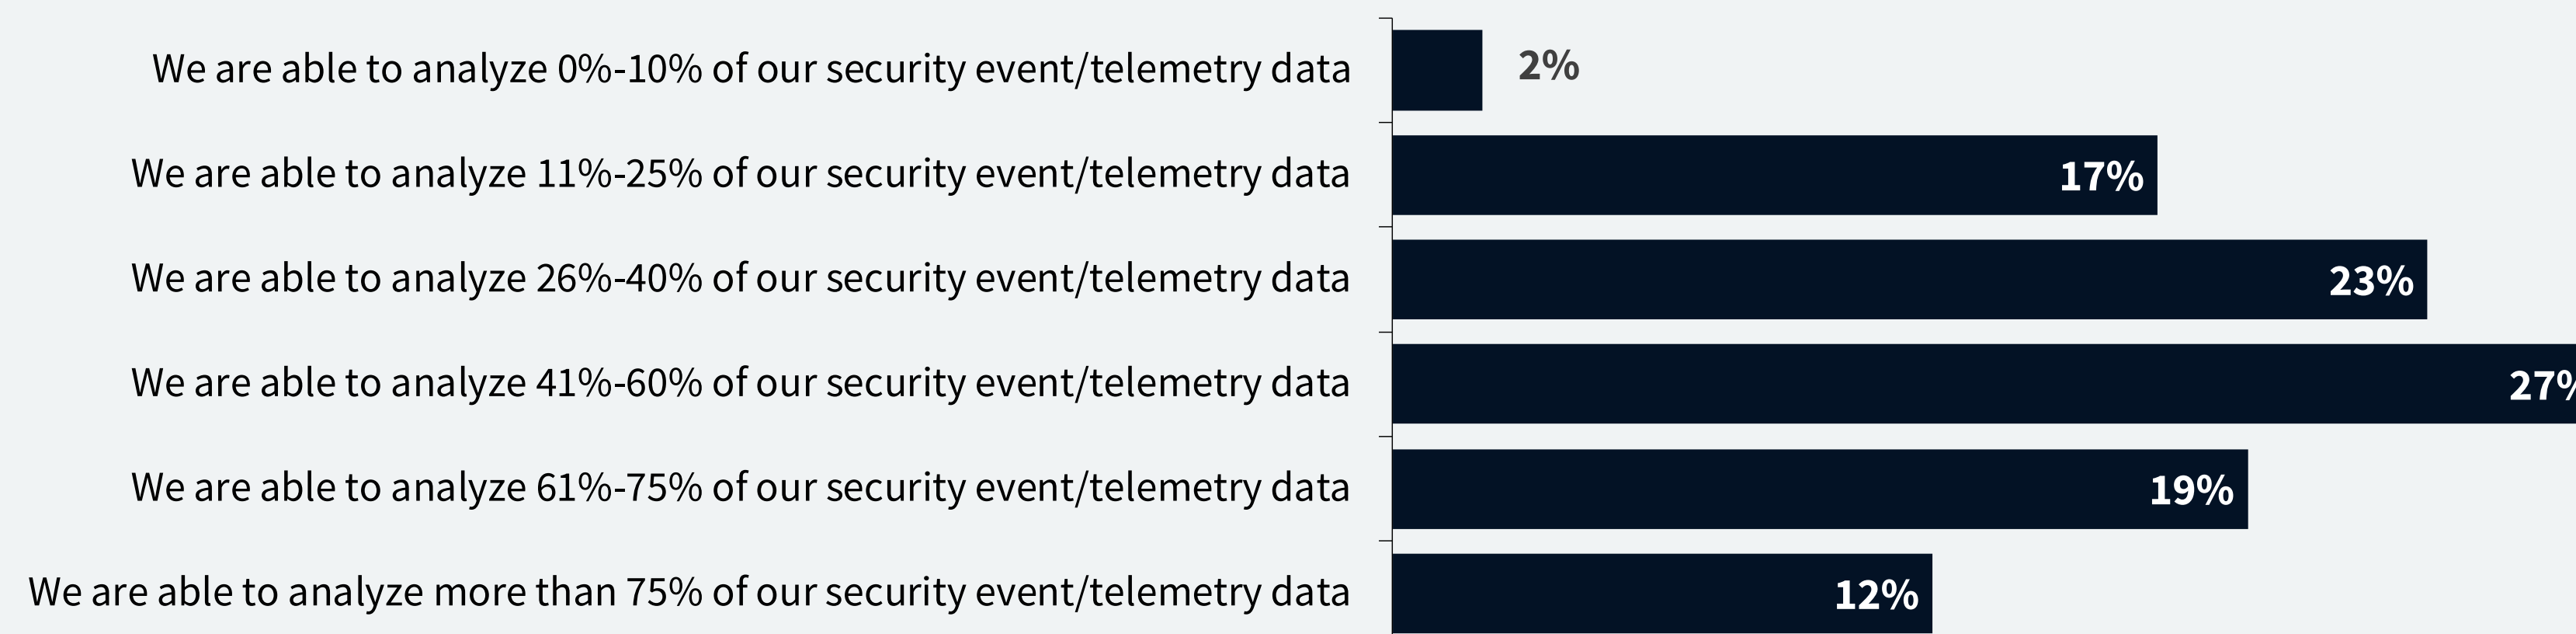 We are able to analyze 0%-10% of our security event/telemetry data 2%
We are able to analyze 11%-25% of our security event/telemetry data 17%
We are able to analyze 26%-40% of our security event/telemetry data 23%
We are able to analyze 41%-60% of our security event/telemetry data 27%
We are able to analyze 61%-75% of our security event/telemetry data 19%
We are able to analyze more than 75% of our security event/telemetry data 12%